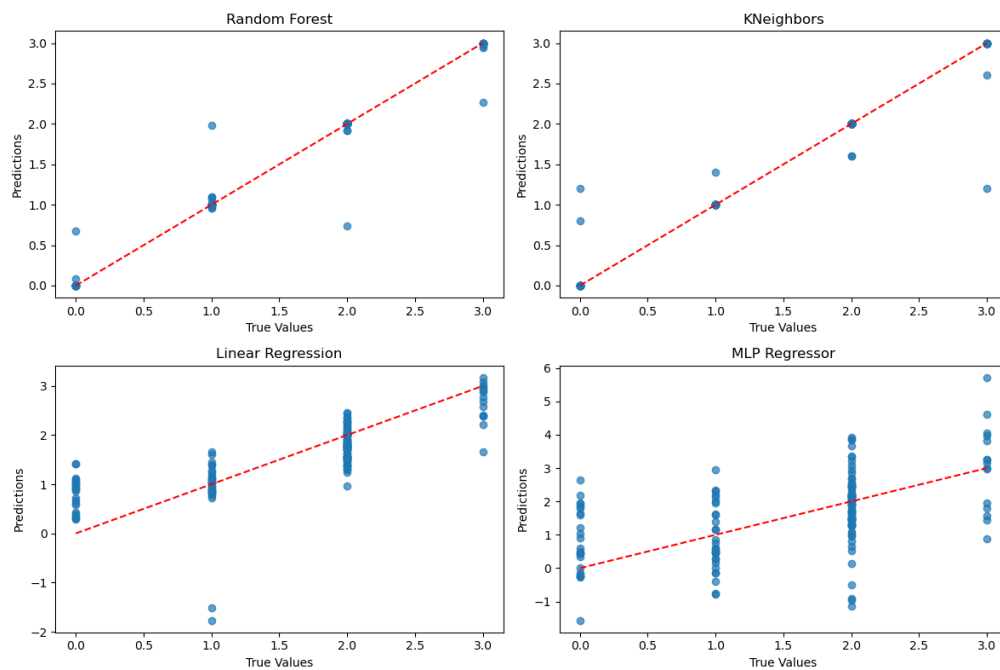 Random Forest
3.0
2.5
2.0
1.5
1.0
0.5
0.0
Predictions
0.0 0.5 1.0 1.5 2.0 2.5 3.0
True Values
KNeighbors
3.0
2.5
2.0
1.5
1.0
0.5
0.0
Predictions
0.0 0.5 1.0 1.5 2.0 2.5 3.0
True Values
Linear Regression
3
2
1
0
−1
−2
Predictions
0.0 0.5 1.0 1.5 2.0 2.5 3.0
True Values
MLP Regressor
6
5
4
3
2
1
0
−1
Predictions
0.0 0.5 1.0 1.5 2.0 2.5 3.0
True Values